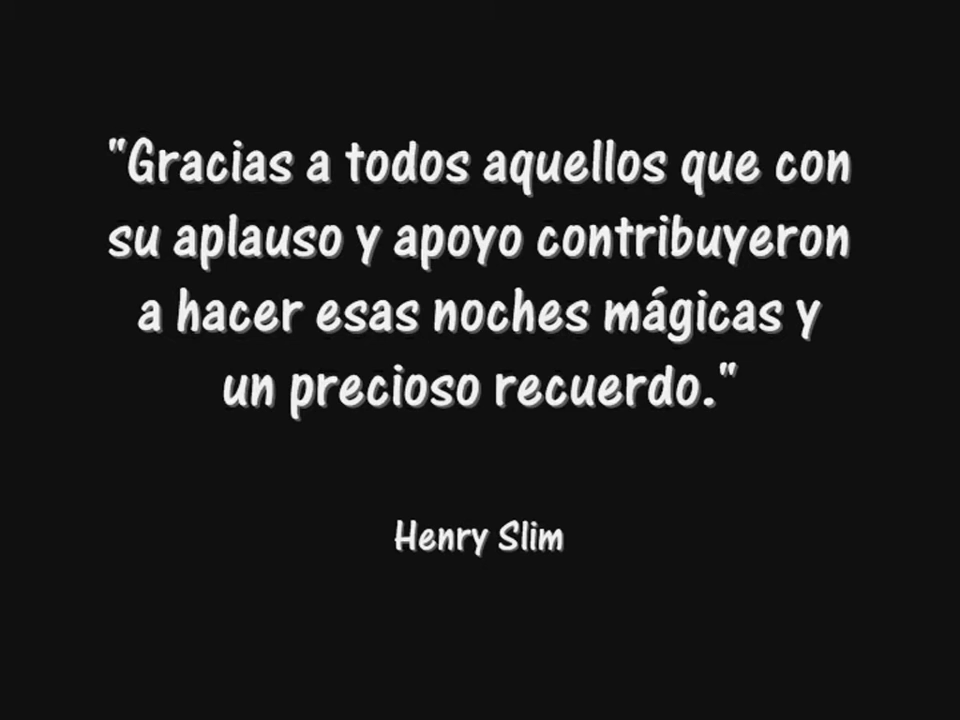 "Gracias a todos aquellos que con
su aplauso y apoyo contribuyeron
a hacer esas noches mágicas y
un precioso recuerdo."
Henry Slim